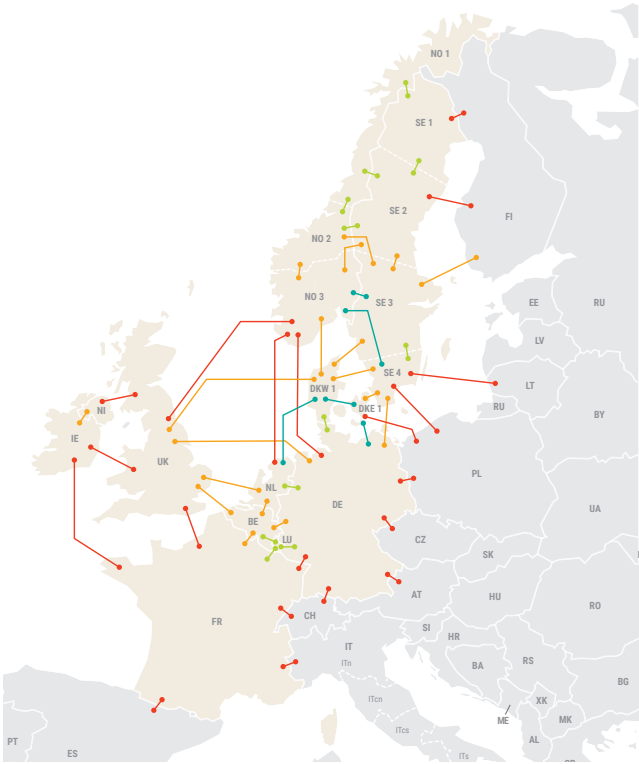 NO 1
SE 1
SE 2
FI
NO 2
NO 3
SE 3
EE
RU
LV
SE 4
LT
DKW 1
RU
DKE 1
NI
BY
IE
UK
PL
NL
DE
UA
BE
LU
CZ
SK
AT
HU
RO
FR
CH
SI
HR
IT
ITn
BA
RS
BG
ITcn
XK
ME
MK
ITcs
PT
ES
AL
ITs
GR